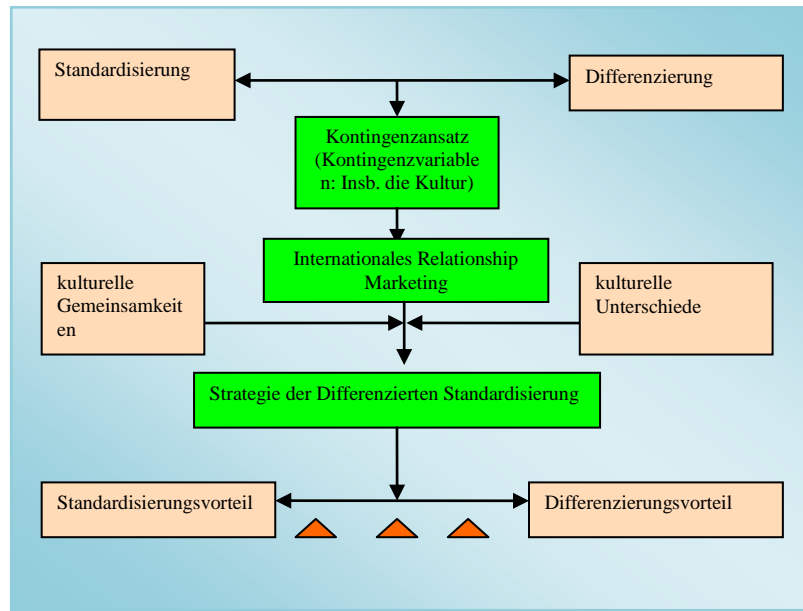 Standardisierung
Differenzierung
Kontingenzansatz
(Kontingenzvariable
n: Insb. die Kultur)
Internationales Relationship
Marketing
kulturelle
Gemeinsamkeit
en
kulturelle
Unterschiede
Strategie der Differenzierten Standardisierung
Standardisierungsvorteil
Differenzierungsvorteil